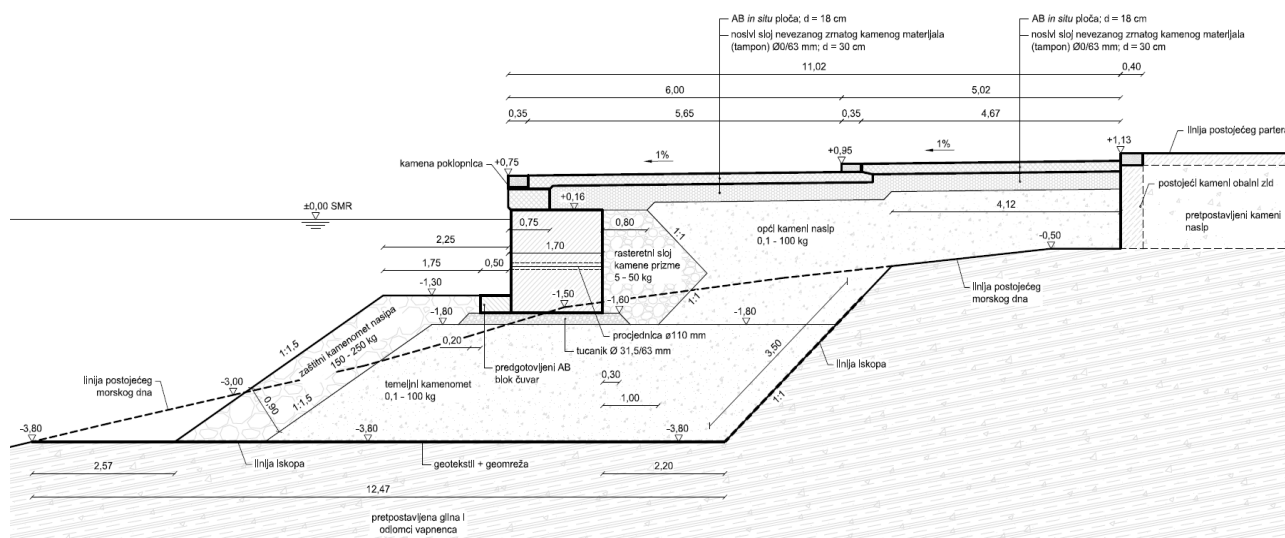 AB in situ ploča; d = 18 cm
nosivi sloj nevezanog zrnatog kamenog materijala
(tampon) Ø0/63 mm; d = 30 cm
AB in situ ploča; d = 18 cm
nosivi sloj nevezanog zrnatog kamenog materijala
(tampon) Ø0/63 mm; d = 30 cm
11,02
0,40
6,00
5,02
0,35
5,65
0,35
4,67
linija postojećeg partera
+1,13
1%
+0,95
1%
kamena poklopnica
+0,75
postojeći kameni obalni zid
±0,00 SMR
+0,16
4,12
pretpostavljeni kameni
nasip
0,75
0,80
opći kameni nasip
0,1 - 100 kg
1:1
2,25
1,70
-0,50
rasteretni sloj
kamene prizme
5 - 50 kg
1,75
0,50
linija postojećeg
morskog dna
-1,30
-1,50
-1,60
1:1
-1,80
-1,80
procjednica ø110 mm
1:1,5
zaštitni kamenomet nasipa
150 - 250 kg
tucanik Ø 31,5/63 mm
3,50
0,20
predgotovljeni AB
blok čuvar
linija iskopa
0,30
linija postojećeg
morskog dna
-3,00
temeljni kamenomet
0,1 - 100 kg
0,90
1:1,5
1,00
1:1
-3,80
-3,80
-3,80
linija iskopa
geotekstil + geomreža
2,57
2,20
12,47
pretpostavljena glina i
odlomci vapnenca